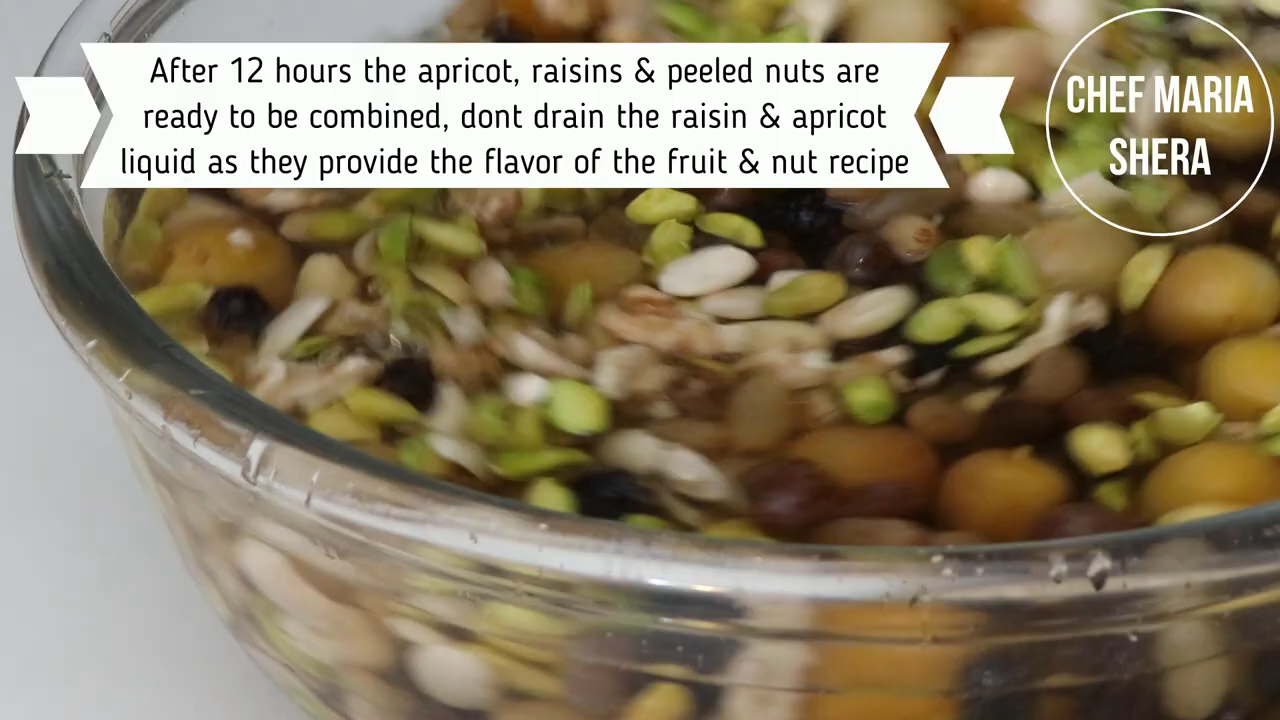 After 12 hours the apricot, raisins & peeled nuts are
ready to be combined, dont drain the raisin & apricot
liquid as they provide the flavor of the fruit & nut recipe
CHEF MARIA
SHERA